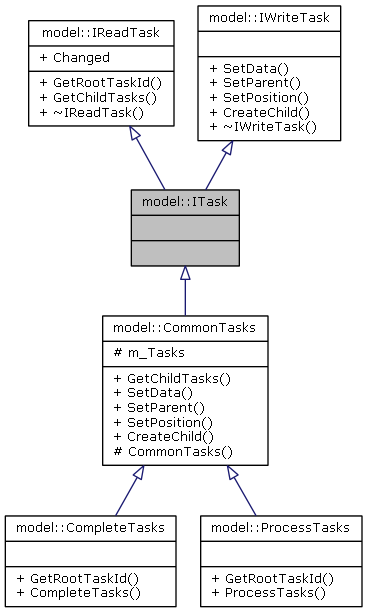 model::IReadTask
+ Changed
+ GetRootTaskId()
+ GetChildTasks()
+ ~IReadTask()
model::IWriteTask
+ SetData()
+ SetParent()
+ SetPosition()
+ CreateChild()
+ ~IWriteTask()
model::ITask
model::CommonTasks
# m_Tasks
+ GetChildTasks()
+ SetData()
+ SetParent()
+ SetPosition()
+ CreateChild()
# CommonTasks()
model::CompleteTasks
+ GetRootTaskId()
+ CompleteTasks()
model::ProcessTasks
+ GetRootTaskId()
+ ProcessTasks()